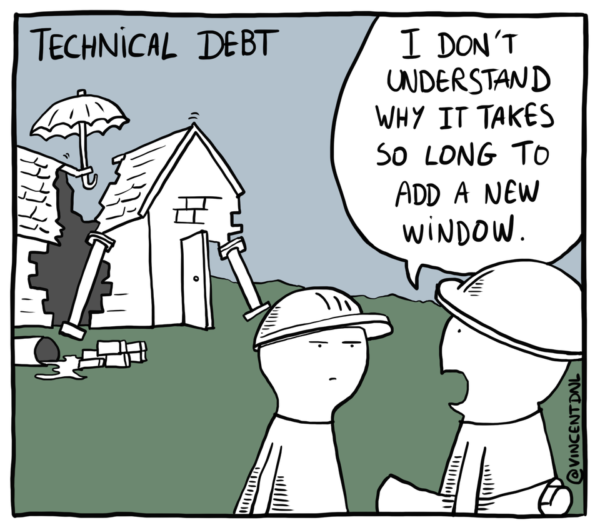 TECHNICAL DEBT
I DON'T
UNDERSTAND
WHY IT TAKES
SO LONG TO
ADD A NEW
WINDOW.
@VINCENTDNL